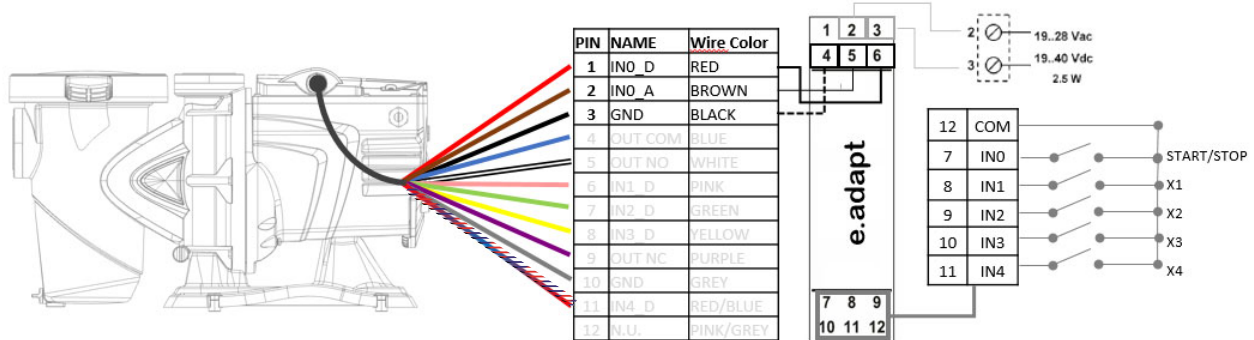 PIN NAME Wire Color
1 IN0_D RED
2 IN0_A BROWN
3 GND BLACK
4 OUT COM BLUE
5 OUT NO WHITE
6 IN1_D PINK
7 IN2_D GREEN
8 IN3_D YELLOW
9 OUT NC PURPLE
10 GND GREY
11 IN4_D RED/BLUE
12 N.U. PINK/GREY
1 2 3
4 5 6
e.adapt
7 8 9
10 11 12
2 19..28 Vac
3 19..40 Vdc
2.5 W
12 COM
7 IN0 START/STOP
8 IN1 X1
9 IN2 X2
10 IN3 X3
11 IN4 X4